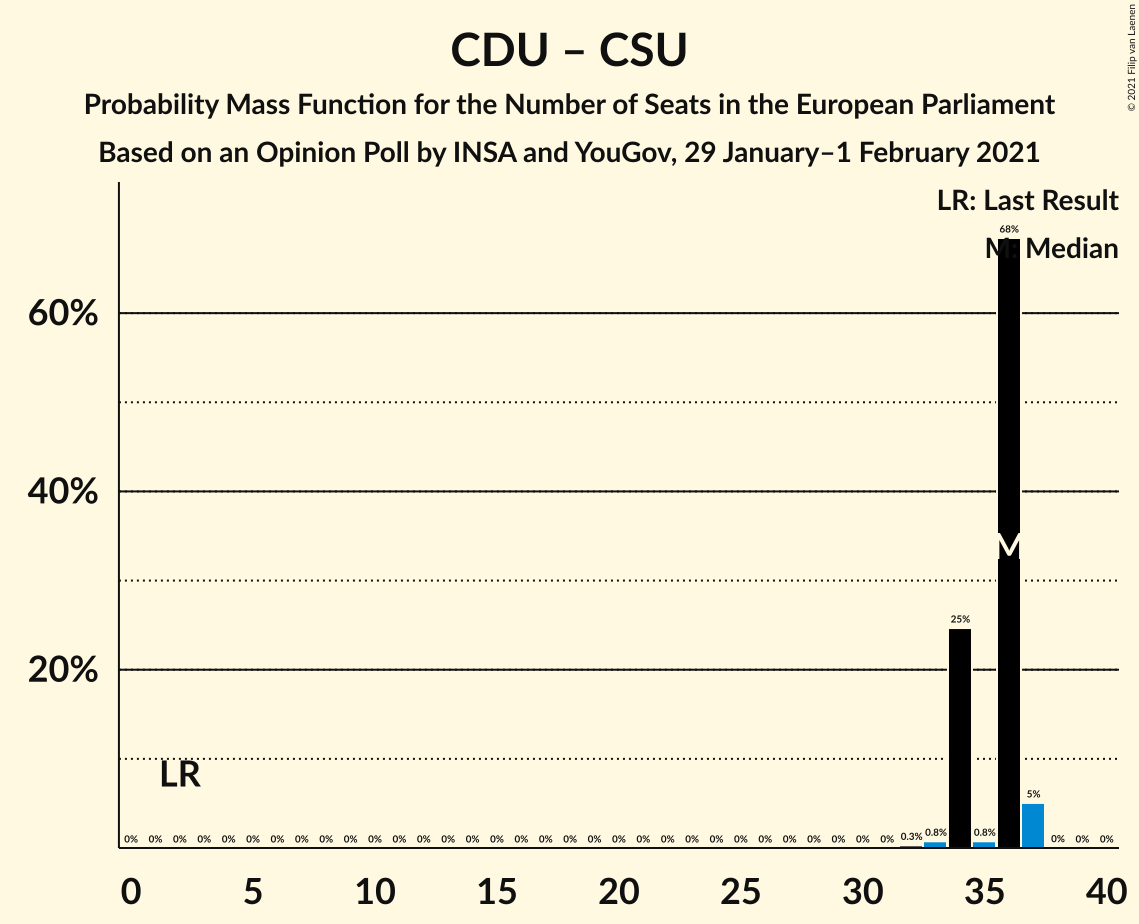 CDU – CSU
Probability Mass Function for the Number of Seats in the European Parliament
Based on an Opinion Poll by INSA and YouGov, 29 January–1 February 2021
© 2021 Filip van Laenen
LR: Last Result
M: Median
68%
60%
40%
M
25%
20%
LR
5%
0% 0% 0% 0% 0% 0% 0% 0% 0% 0% 0% 0% 0% 0% 0% 0% 0% 0% 0% 0% 0% 0% 0% 0% 0% 0% 0% 0% 0% 0% 0% 0% 0.3% 0.8% 0.8% 0% 0% 0%
0 5 10 15 20 25 30 35 40